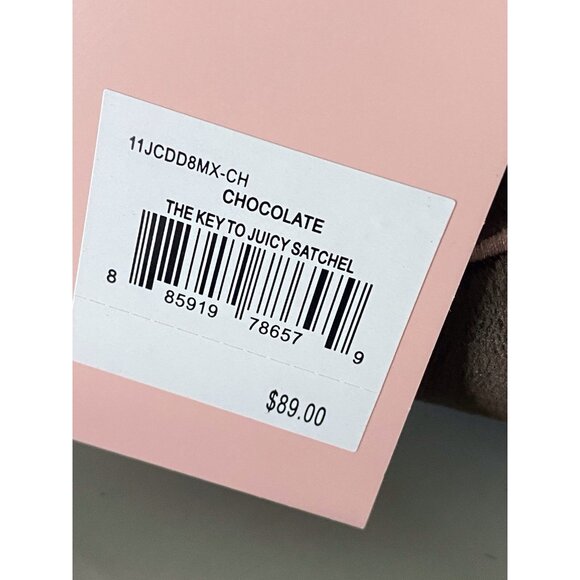 11JCDD8MX-CH
CHOCOLATE
THE KEY TO JUICY SATCHEL
8 85919 78657 9
$89.00